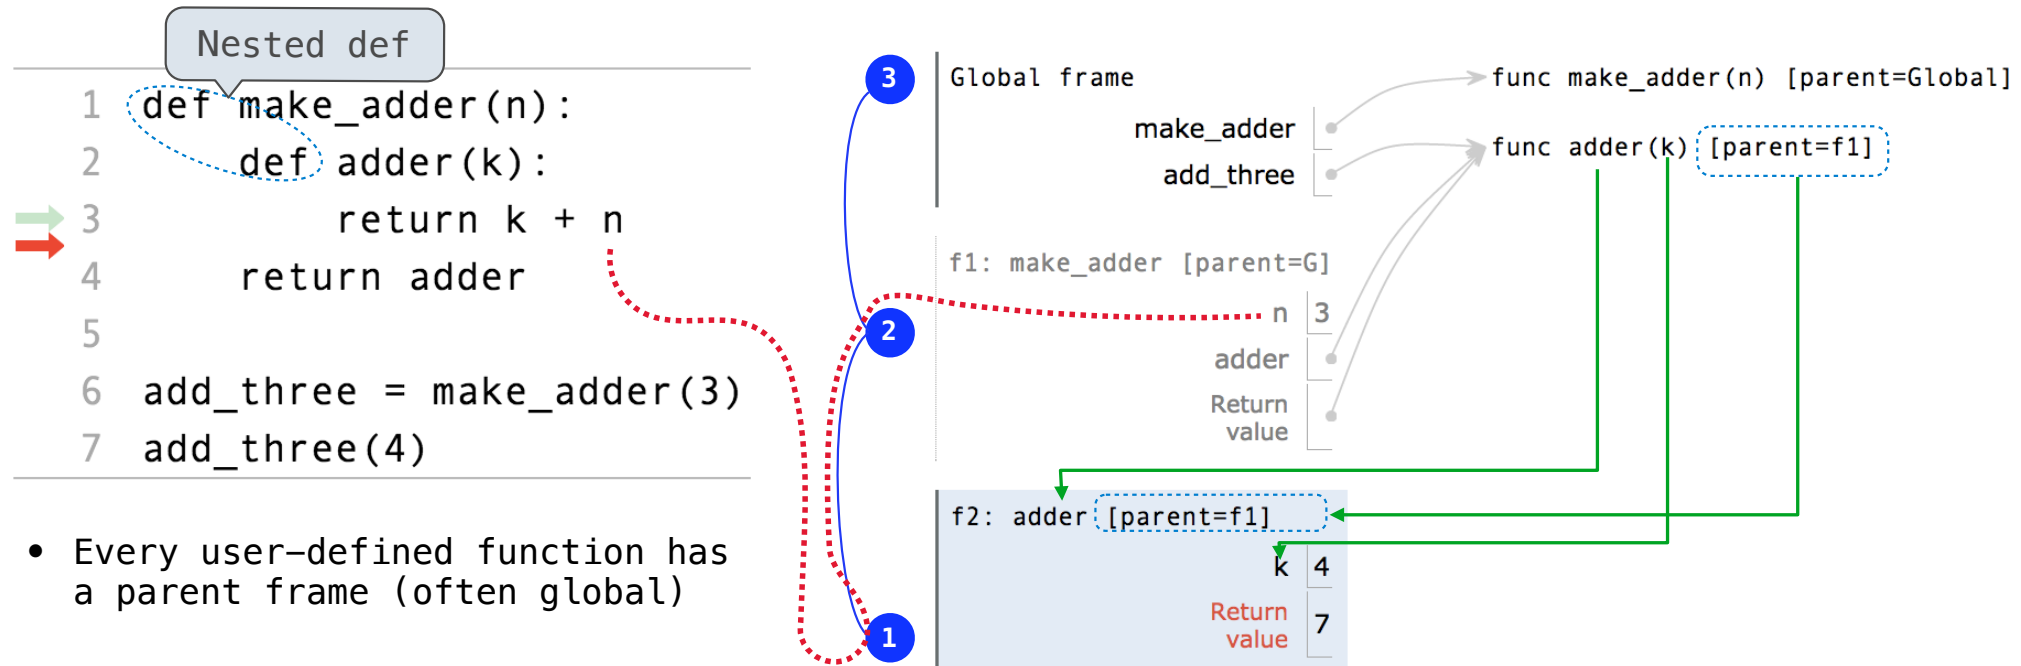 Nested def
1 def make_adder(n):
2     def adder(k):
3         return k + n
4     return adder
5
6 add_three = make_adder(3)
7 add_three(4)
• Every user-defined function has
a parent frame (often global)
3
2
1
Global frame
make_adder
add_three
func make_adder(n) [parent=Global]
func adder(k) [parent=f1]
f1: make_adder [parent=G]
n 3
adder
Return
value
f2: adder [parent=f1]
k 4
Return
value 7